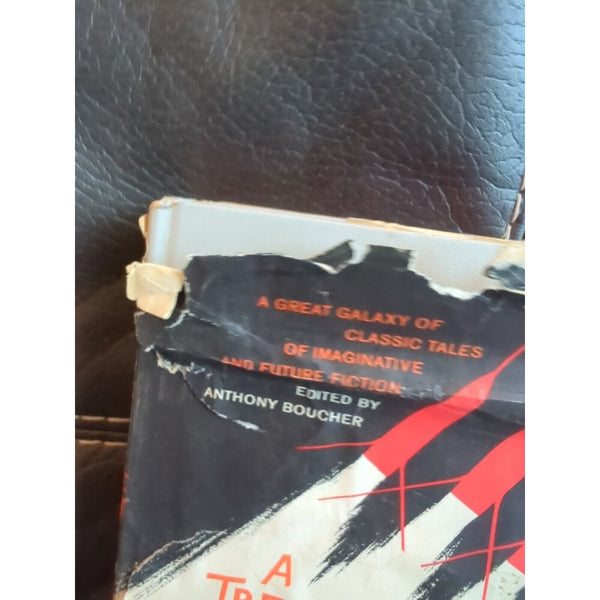 A GREAT GALAXY OF
CLASSIC TALES
OF IMAGINATIVE
AND FUTURE FICTION
EDITED BY
ANTHONY BOUCHER
A